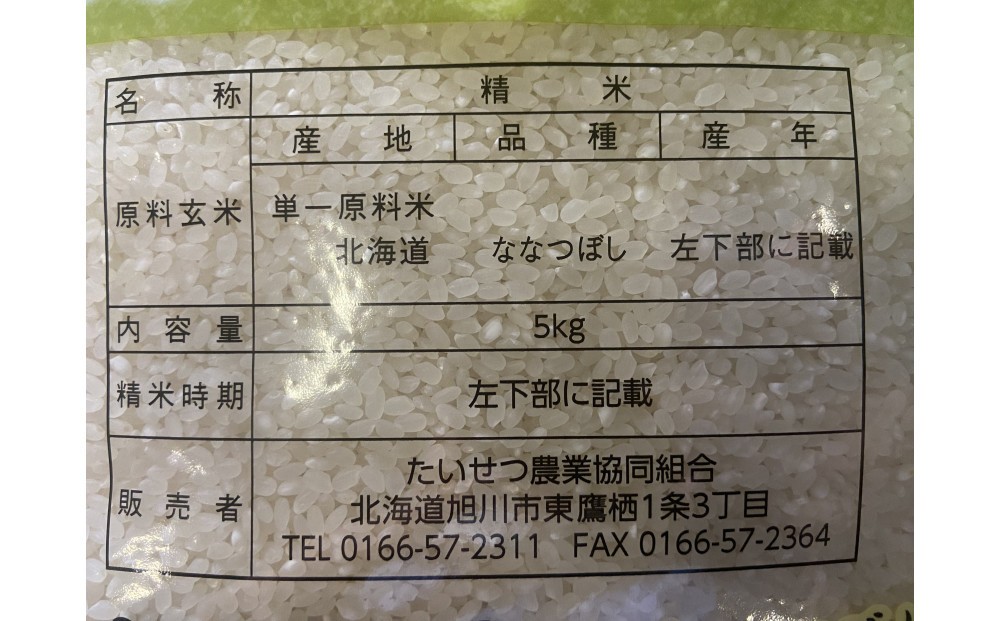 名称 精米
原料玄米 産地 品種 産年
単一原料米
北海道 ななつぼし 左下部に記載
内容量 5kg
精米時期 左下部に記載
販売者 たいせつ農業協同組合
北海道旭川市東鷹栖1条3丁目
TEL 0166-57-2311 FAX 0166-57-2364